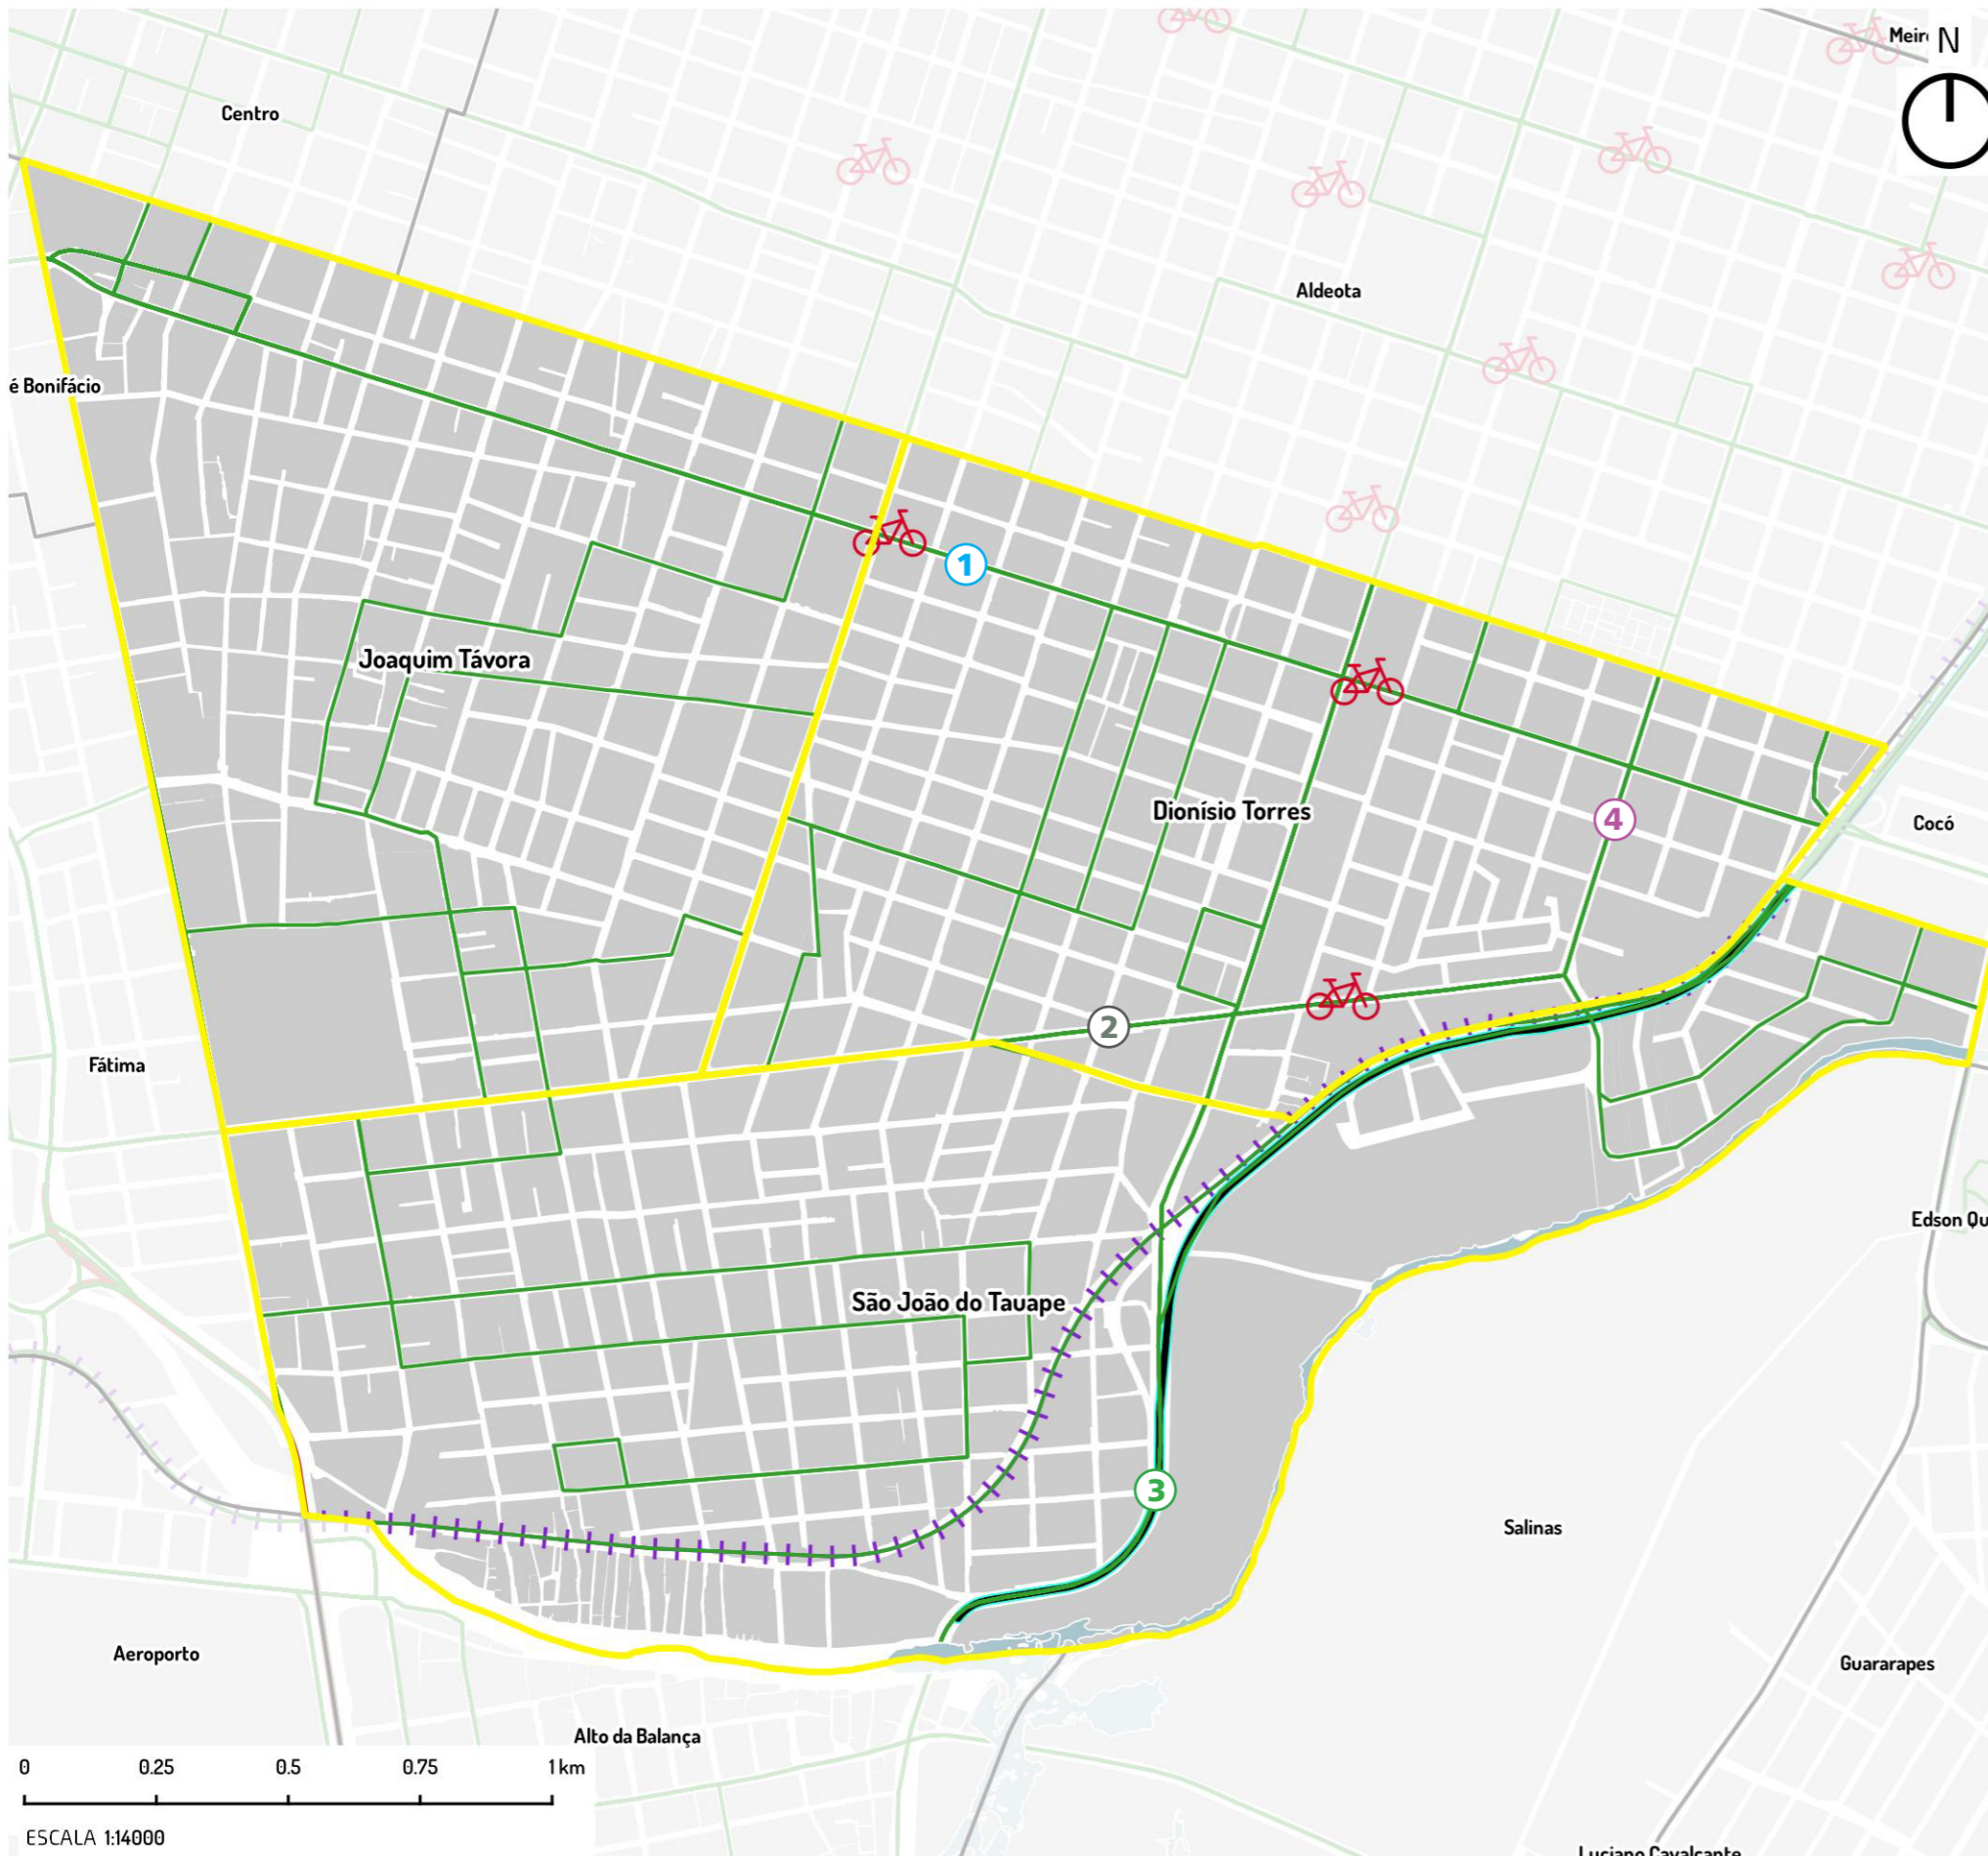 Meir
N
Centro
Aldeota
é Bonifácio
1
Joaquim Távora
Dionísio Torres
4
Cocó
2
Fátima
Edson Qu
São João do Tauape
3
Salinas
Aeroporto
Guararapes
Alto da Balança
0 0.25 0.5 0.75 1 km
ESCALA 1:14000
Luciano Cavalcante